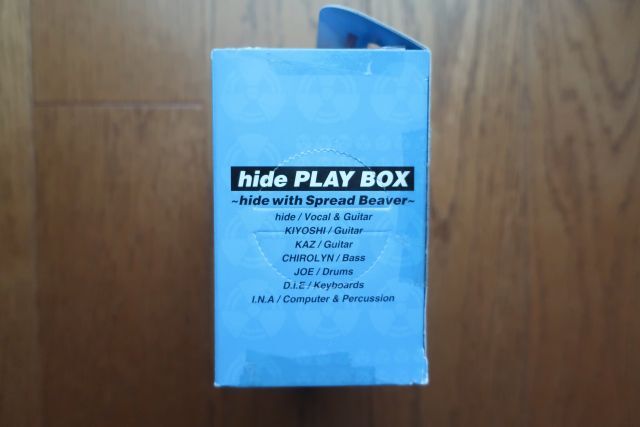 hide PLAY BOX
~hide with Spread Beaver~
hide / Vocal & Guitar
KIYOSHI / Guitar
KAZ / Guitar
CHIROLYN / Bass
JOE / Drums
D.I.E / Keyboards
I.N.A / Computer & Percussion